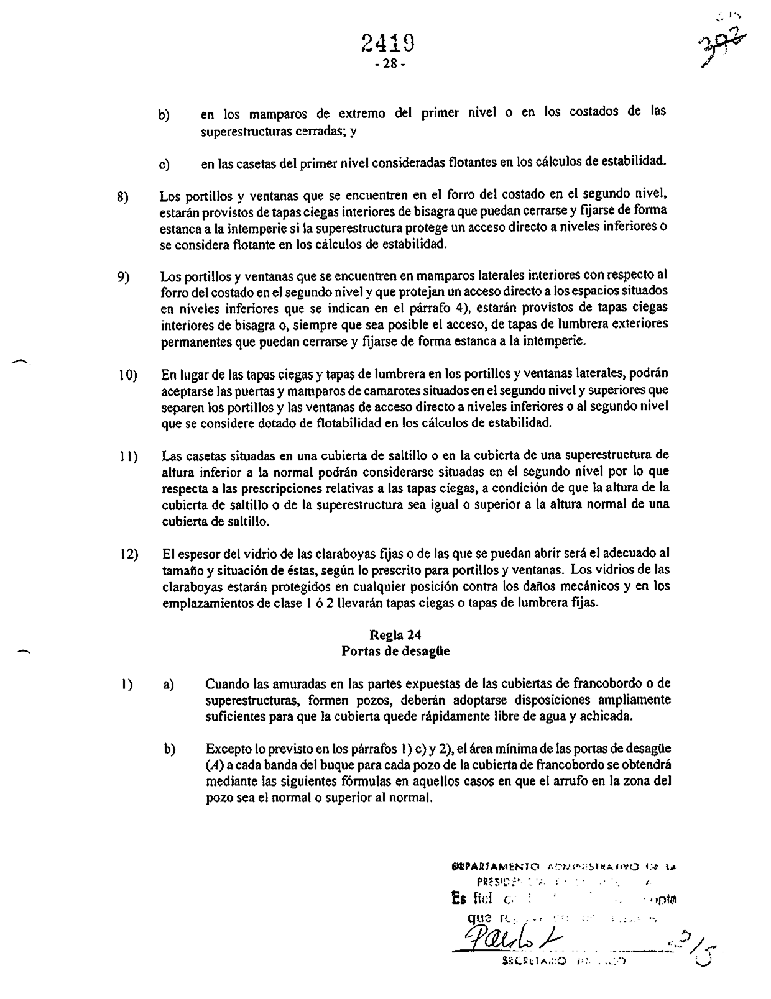 2419
- 28 -
b) en los mamparos de extremo del primer nivel o en los costados de las
superestructuras cerradas; y
c) en las casetas del primer nivel consideradas flotantes en los cálculos de estabilidad.
8) Los portillos y ventanas que se encuentren en el forro del costado en el segundo nivel,
estarán provistos de tapas ciegas interiores de bisagra que puedan cerrarse y fijarse de forma
estanca a la intemperie si la superestructura protege un acceso directo a niveles inferiores o
se considera flotante en los cálculos de estabilidad.
9) Los portillos y ventanas que se encuentren en mamparos laterales interiores con respecto al
forro del costado en el segundo nivel y que protejan un acceso directo a los espacios situados
en niveles inferiores que se indican en el párrafo 4), estarán provistos de tapas ciegas
interiores de bisagra o, siempre que sea posible el acceso, de tapas de lumbrera exteriores
permanentes que puedan cerrarse y fijarse de forma estanca a la intemperie.
10) En lugar de las tapas ciegas y tapas de lumbrera en los portillos y ventanas laterales, podrán
aceptarse las puertas y mamparos de camarotes situados en el segundo nivel y superiores que
separen los portillos y las ventanas de acceso directo a niveles inferiores o al segundo nivel
que se considere dotado de flotabilidad en los cálculos de estabilidad.
11) Las casetas situadas en una cubierta de saltillo o en la cubierta de una superestructura de
altura inferior a la normal podrán considerarse situadas en el segundo nivel por lo que
respecta a las prescripciones relativas a las tapas ciegas, a condición de que la altura de la
cubierta de saltillo o de la superestructura sea igual o superior a la altura normal de una
cubierta de saltillo.
12) El espesor del vidrio de las claraboyas fijas o de las que se puedan abrir será el adecuado al
tamaño y situación de éstas, según lo prescrito para portillos y ventanas. Los vidrios de las
claraboyas estarán protegidos en cualquier posición contra los daños mecánicos y en los
emplazamientos de clase 1 ó 2 llevarán tapas ciegas o tapas de lumbrera fijas.
Regla 24
Portas de desagüe
1) a) Cuando las amuradas en las partes expuestas de las cubiertas de francobordo o de
superestructuras, formen pozos, deberán adoptarse disposiciones ampliamente
suficientes para que la cubierta quede rápidamente libre de agua y achicada.
b) Excepto lo previsto en los párrafos 1) c) y 2), el área mínima de las portas de desagüe
(A) a cada banda del buque para cada pozo de la cubierta de francobordo se obtendrá
mediante las siguientes fórmulas en aquellos casos en que el arrufo en la zona del
pozo sea el normal o superior al normal.
DEPARTAMENTO ADMINISTRATIVO DE LA
Es fiel
que